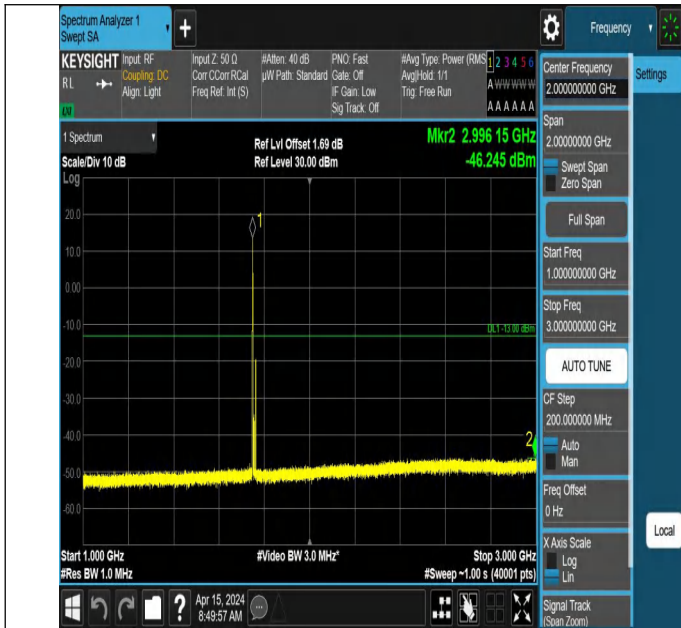 Spectrum Analyzer 1
Swept SA
+
Frequency
KEYSIGHT
RL
Input: RF
Coupling: DC
Align: Light
Input Z: 50 Ω
Corr CCorr RCal
Freq Ref: Int (S)
#Atten: 40 dB
µW Path: Standard
PNO: Fast
Gate: Off
IF Gain: Low
Sig Track: Off
#Avg Type: Power (RMS
Avg|Hold: 1/1
Trig: Free Run
1 2 3 4 5 6
A W W W W W
A A A A A A
1 Spectrum
Scale/Div 10 dB
Log
Ref Lvl Offset 1.69 dB
Ref Level 30.00 dBm
Mkr2 2.996 15 GHz
-46.245 dBm
20.0
10.0
0.00
-10.0
-20.0
-30.0
-40.0
-50.0
-60.0
1
DL1 -13.00 dBm
2
Start 1.000 GHz
#Res BW 1.0 MHz
#Video BW 3.0 MHz*
Stop 3.000 GHz
#Sweep ~1.00 s (40001 pts)
?
Apr 15, 2024
8:49:57 AM
Center Frequency
2.000000000 GHz
Span
2.00000000 GHz
Swept Span
Zero Span
Full Span
Start Freq
1.000000000 GHz
Stop Freq
3.000000000 GHz
AUTO TUNE
CF Step
200.000000 MHz
Auto
Man
Freq Offset
0 Hz
X Axis Scale
Log
Lin
Signal Track
(Span Zoom)
Settings
Local